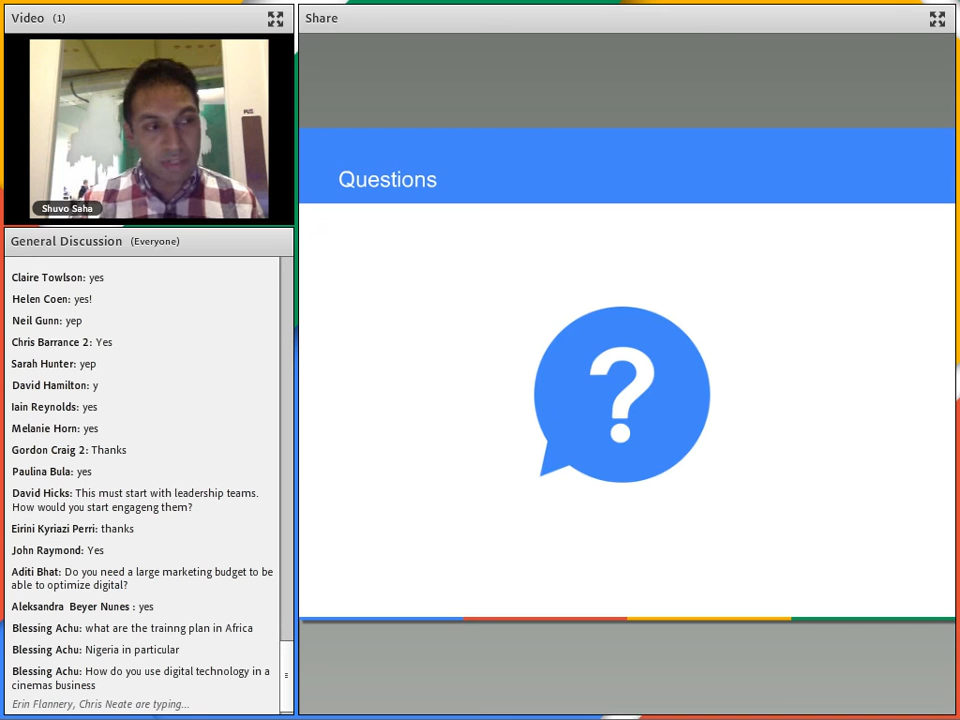 Video (1)
Share
MUS
Shuvo Saha
Questions
?
General Discussion (Everyone)
Claire Towlson: yes
Helen Coen: yes!
Neil Gunn: yep
Chris Barrance 2: Yes
Sarah Hunter: yep
David Hamilton: y
Iain Reynolds: yes
Melanie Horn: yes
Gordon Craig 2: Thanks
Paulina Bula: yes
David Hicks: This must start with leadership teams.
How would you start engageng them?
Eirini Kyriazi Perri: thanks
John Raymond: Yes
Aditi Bhat: Do you need a large marketing budget to be
able to optimize digital?
Aleksandra Beyer Nunes : yes
Blessing Achu: what are the trainng plan in Africa
Blessing Achu: Nigeria in particular
Blessing Achu: How do you use digital technology in a
cinemas business
Erin Flannery, Chris Neate are typing...